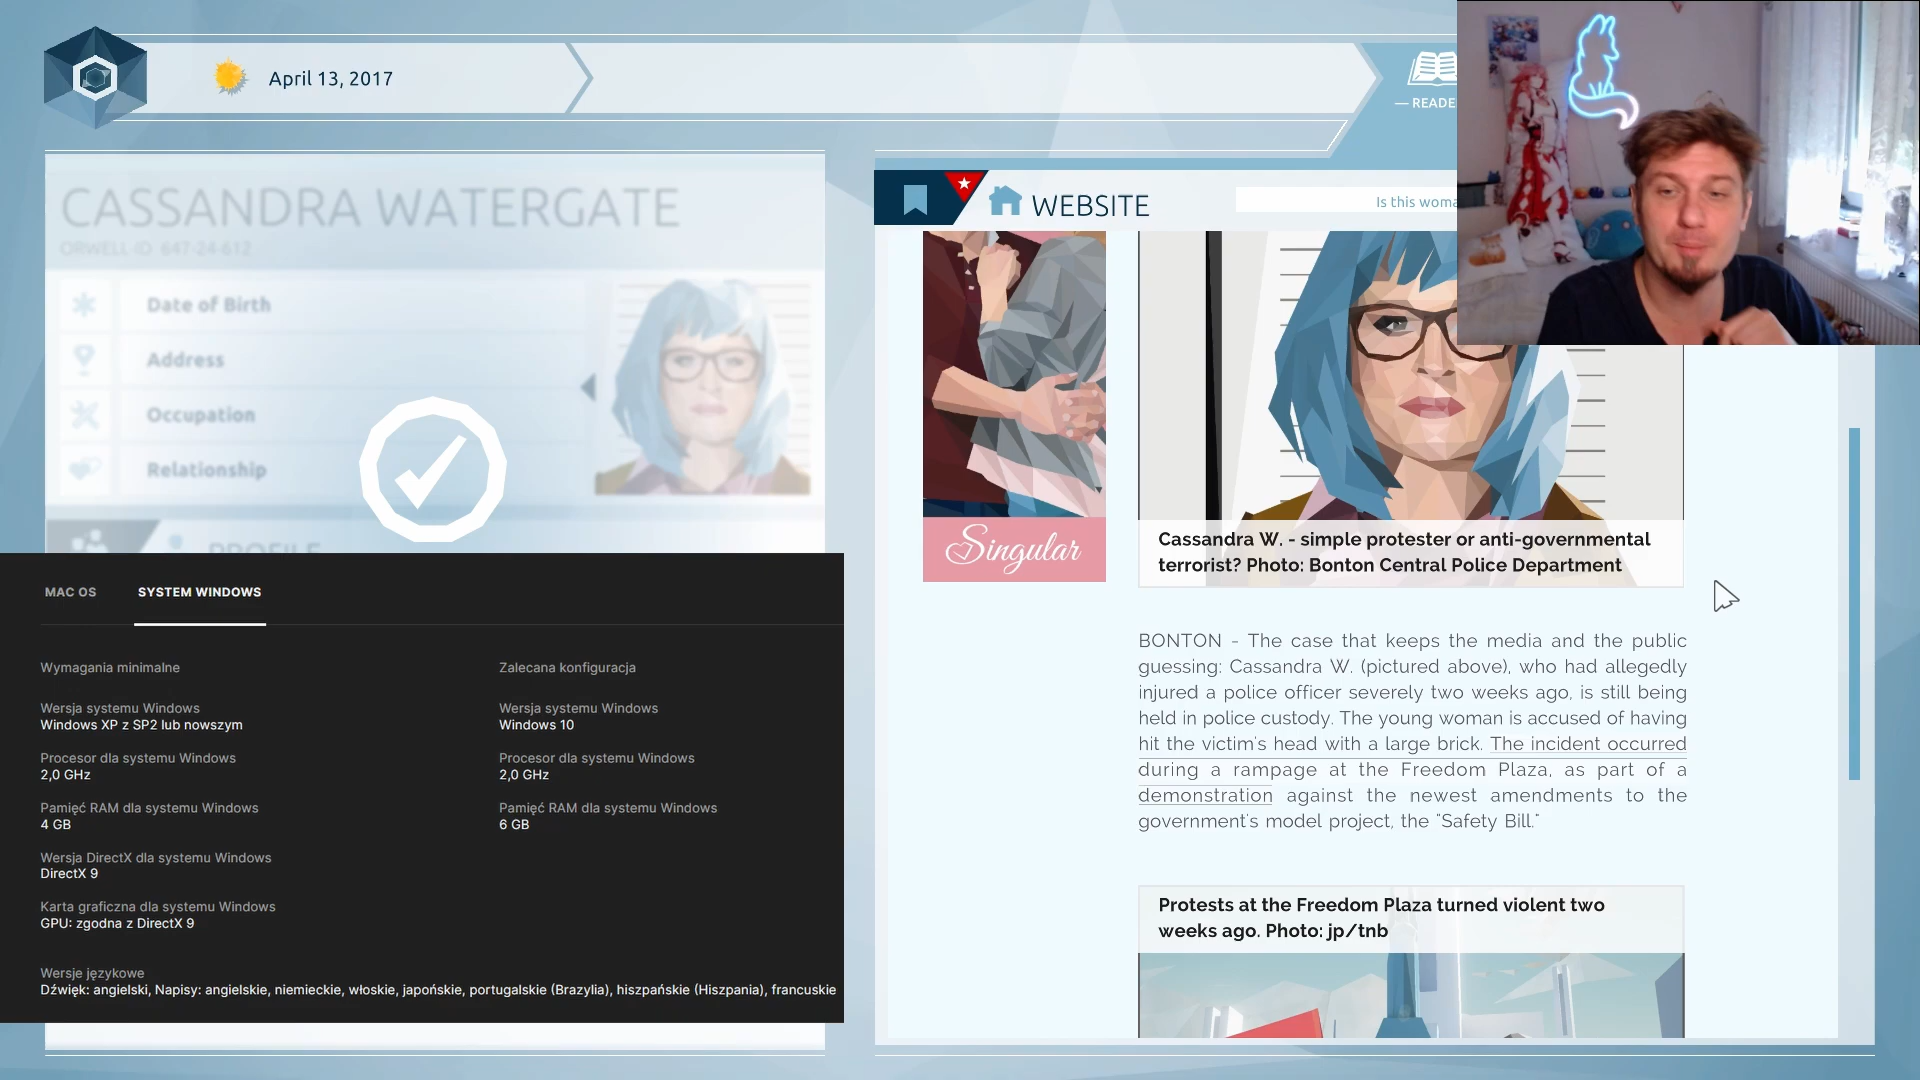 April 13, 2017
— READE
CASSANDRA WATERGATE
ORWELL-ID 647-24-612
Date of Birth
Address
Occupation
Relationship
PROFILE
WEBSITE
Is this woma
Singular
Cassandra W. - simple protester or anti-governmental
terrorist? Photo: Bonton Central Police Department
BONTON - The case that keeps the media and the public
guessing: Cassandra W. (pictured above), who had allegedly
injured a police officer severely two weeks ago, is still being
held in police custody. The young woman is accused of having
hit the victim's head with a large brick. The incident occurred
during a rampage at the Freedom Plaza, as part of a
demonstration against the newest amendments to the
government's model project, the "Safety Bill."
Protests at the Freedom Plaza turned violent two
weeks ago. Photo: jp/tnb
MAC OS
SYSTEM WINDOWS
Wymagania minimalne
Wersja systemu Windows
Windows XP z SP2 lub nowszym
Procesor dla systemu Windows
2,0 GHz
Pamięć RAM dla systemu Windows
4 GB
Wersja DirectX dla systemu Windows
DirectX 9
Karta graficzna dla systemu Windows
GPU: zgodna z DirectX 9
Zalecana konfiguracja
Wersja systemu Windows
Windows 10
Procesor dla systemu Windows
2,0 GHz
Pamięć RAM dla systemu Windows
6 GB
Wersje językowe
Dźwięk: angielski, Napisy: angielskie, niemieckie, włoskie, japońskie, portugalskie (Brazylia), hiszpańskie (Hiszpania), francuskie